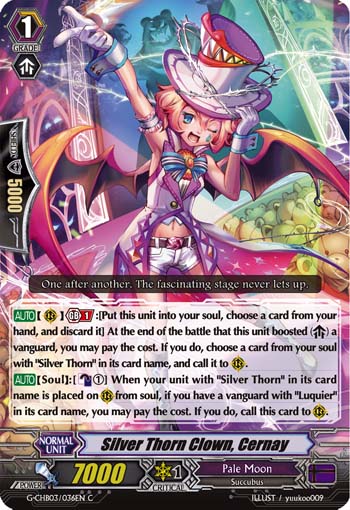 1
GRADE
SHIELD
5000
One after another. The fascinating stage never lets up.
AUTO [ ] GB 1 :[Put this unit into your soul, choose a card from your
hand, and discard it] At the end of the battle that this unit boosted ( ) a
vanguard, you may pay the cost. If you do, choose a card from your soul
with "Silver Thorn" in its card name, and call it to .
AUTO [Soul]:[ 1] When your unit with "Silver Thorn" in its card
name is placed on from soul, if you have a vanguard with "Luquier"
in its card name, you may pay the cost. If you do, call this card to .
NORMAL
UNIT
Silver Thorn Clown, Cernay
POWER
7000
1
CRITICAL
Pale Moon
Succubus
G-CHB03/036EN C
ILLUST / yuukoo009